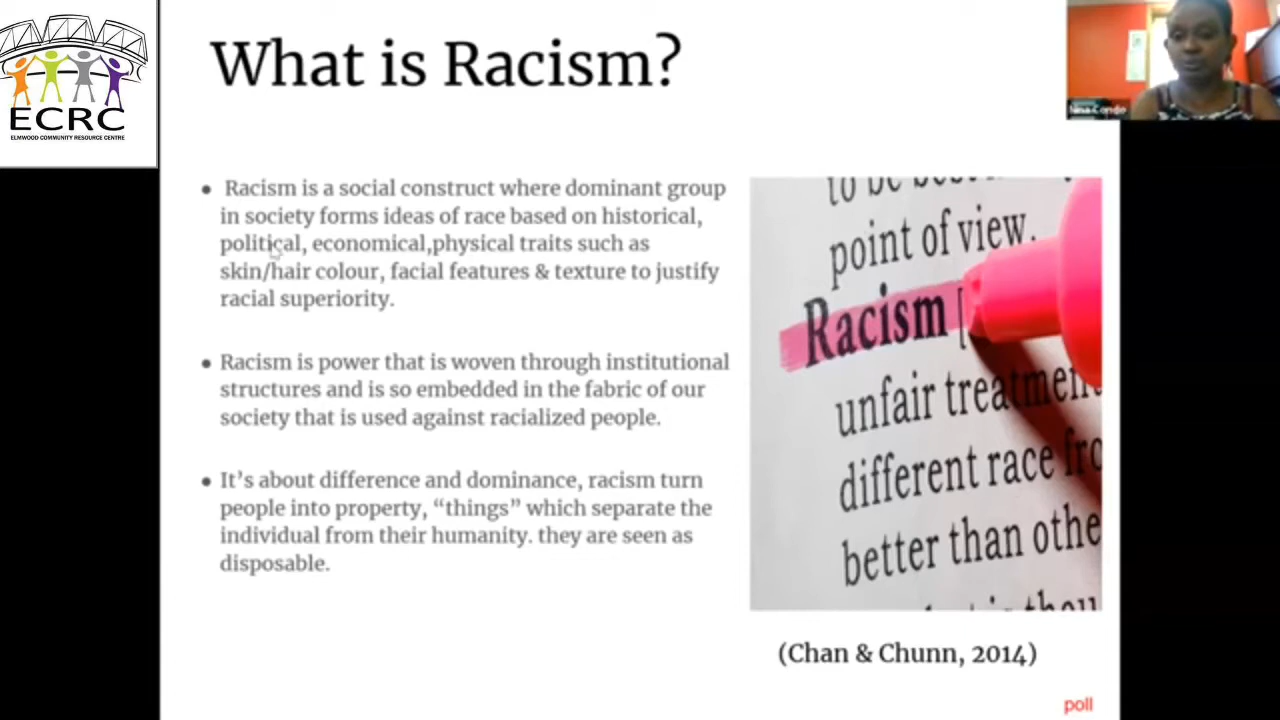 What is Racism?
ECRC
ELMWOOD COMMUNITY RESOURCE CENTRE
Nina Condo
● Racism is a social construct where dominant group
in society forms ideas of race based on historical,
political, economical,physical traits such as
skin/hair colour, facial features & texture to justify
racial superiority.
● Racism is power that is woven through institutional
structures and is so embedded in the fabric of our
society that is used against racialized people.
● It’s about difference and dominance, racism turn
people into property, “things” which separate the
individual from their humanity. they are seen as
disposable.
point of view.
Racism [
unfair treatmen
different race fro
better than othe
(Chan & Chunn, 2014)
poll